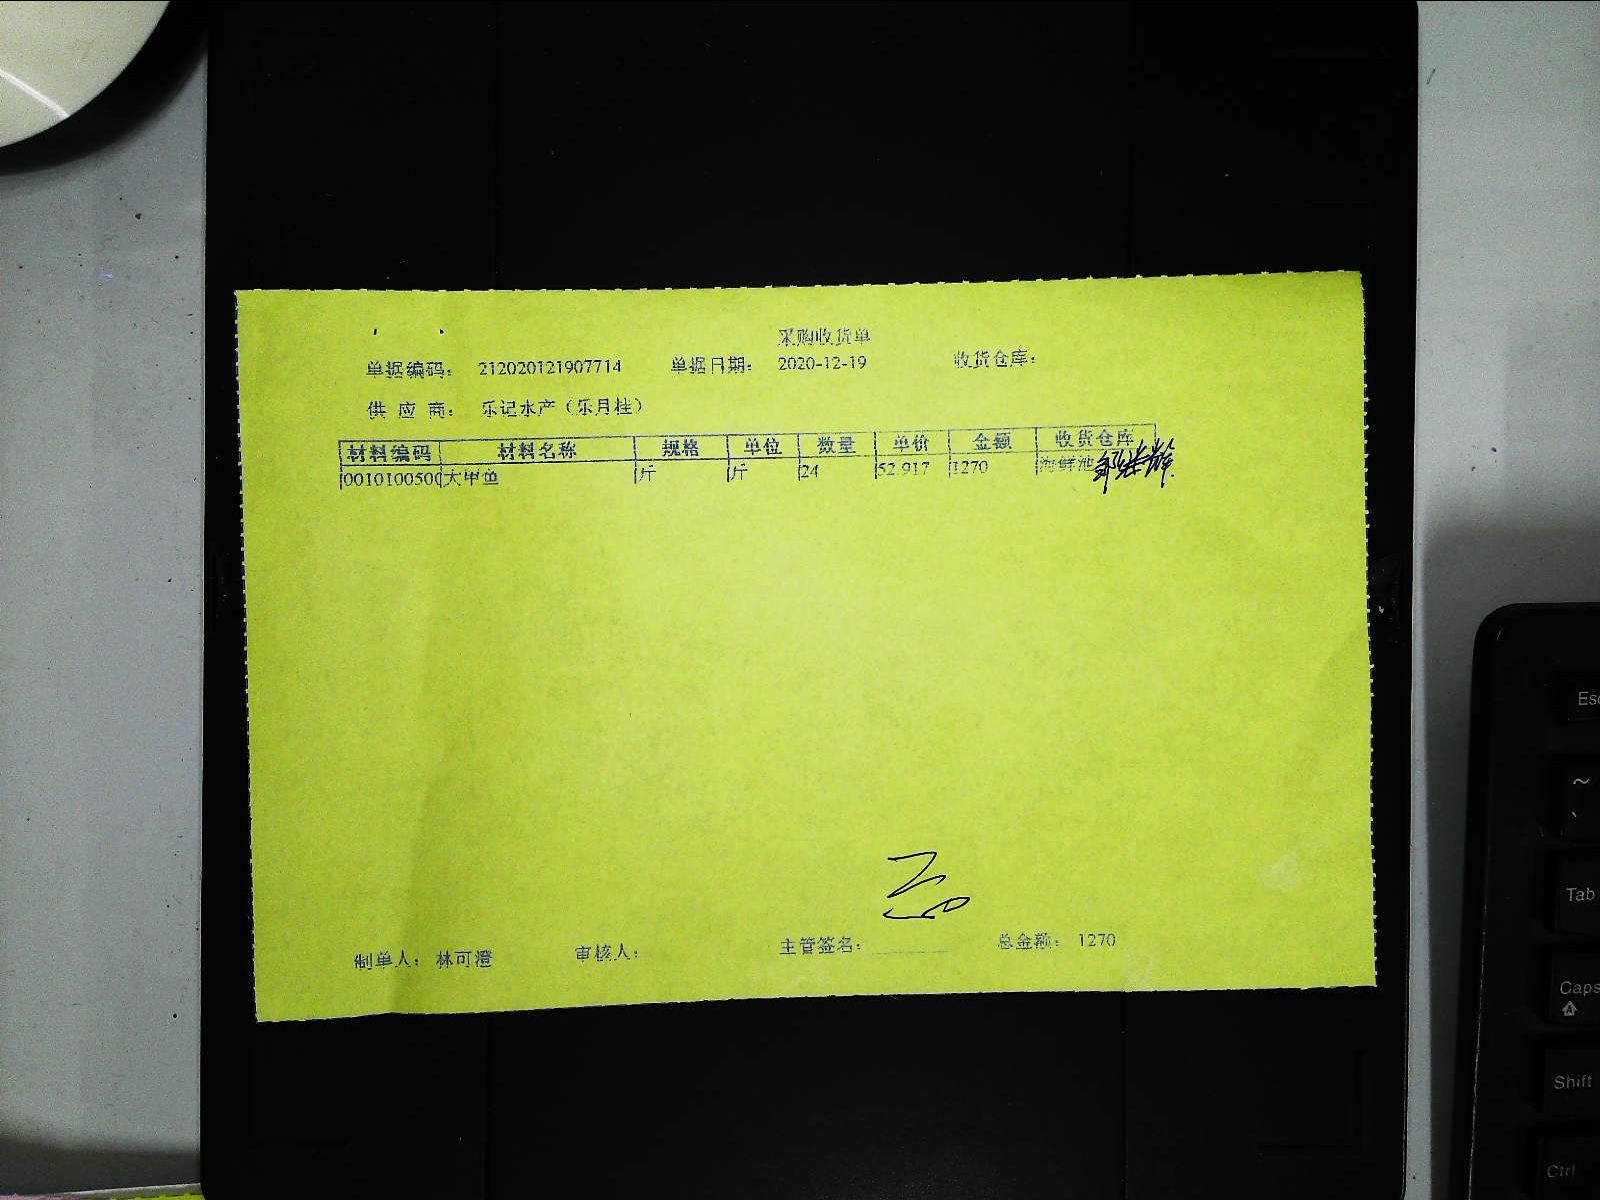 采购收货单
单据编码： 212020121907714 单据日期： 2020-12-19 收货仓库：
供 应 商： 乐记水产（乐月桂）
材料编码 材料名称 规格 单位 数量 单价 金额 收货仓库
0010100500 大甲鱼 斤 斤 24 52.917 1270 海鲜池
制单人： 林可澄 审核人： 主管签名： 总金额： 1270
Esc
~
、
Tab
Caps
A
Shift
Ctrl